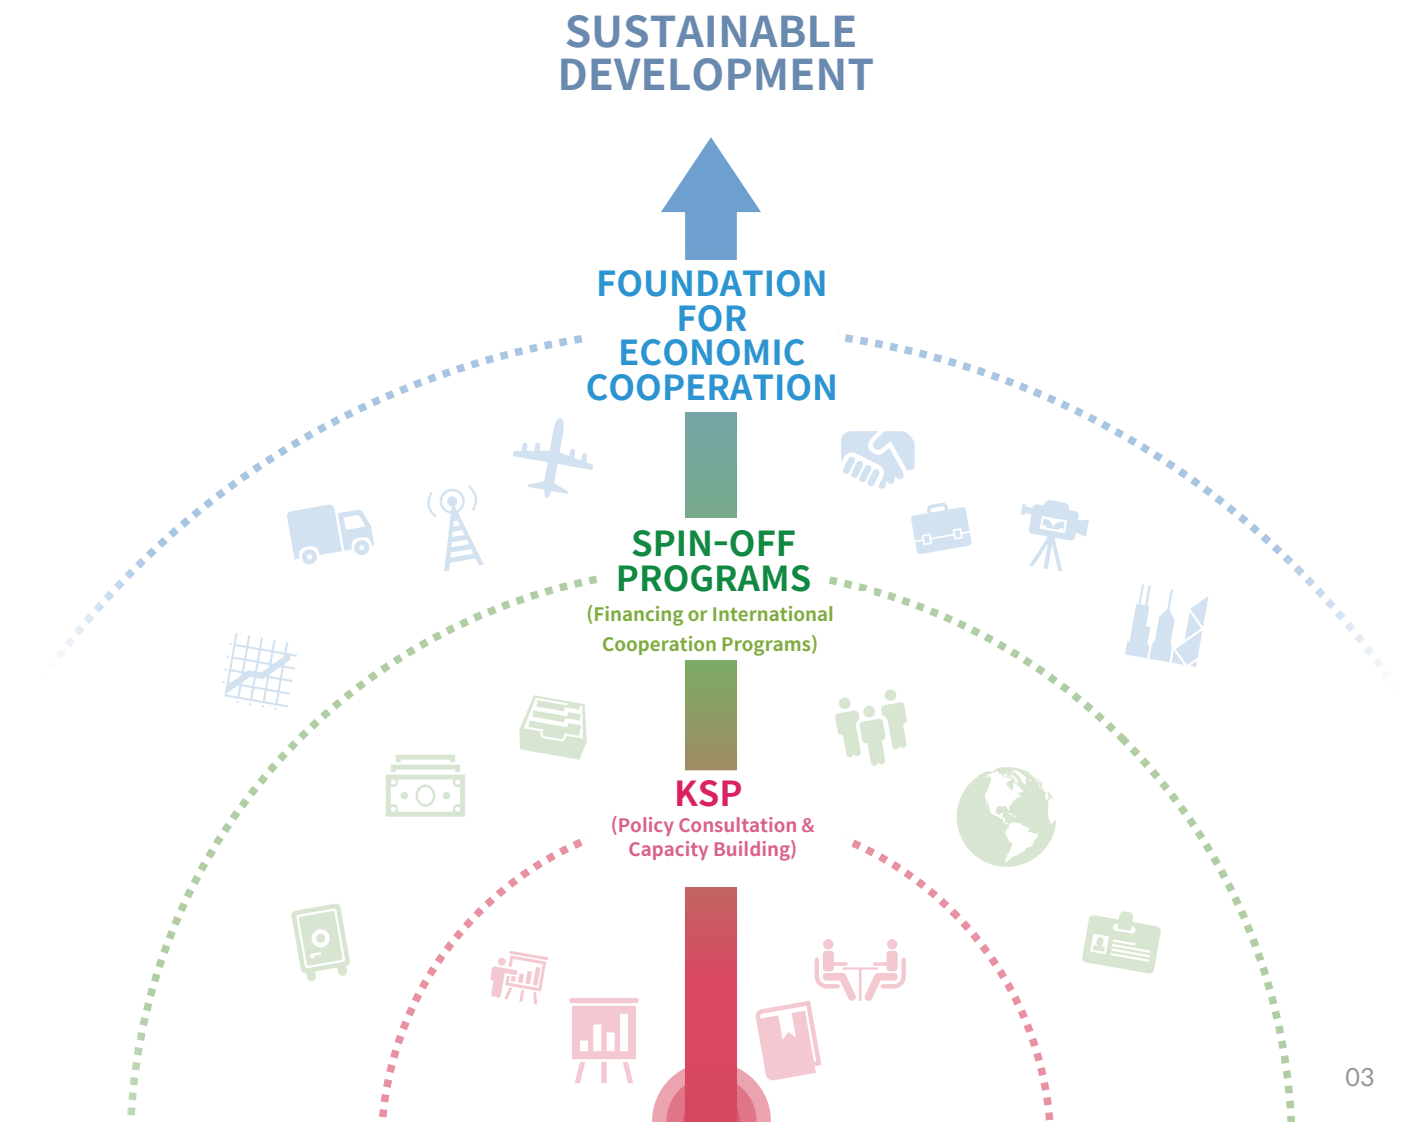 SUSTAINABLE
DEVELOPMENT
FOUNDATION
FOR
ECONOMIC
COOPERATION
SPIN-OFF
PROGRAMS
(Financing or International
Cooperation Programs)
KSP
(Policy Consultation &
Capacity Building)
03